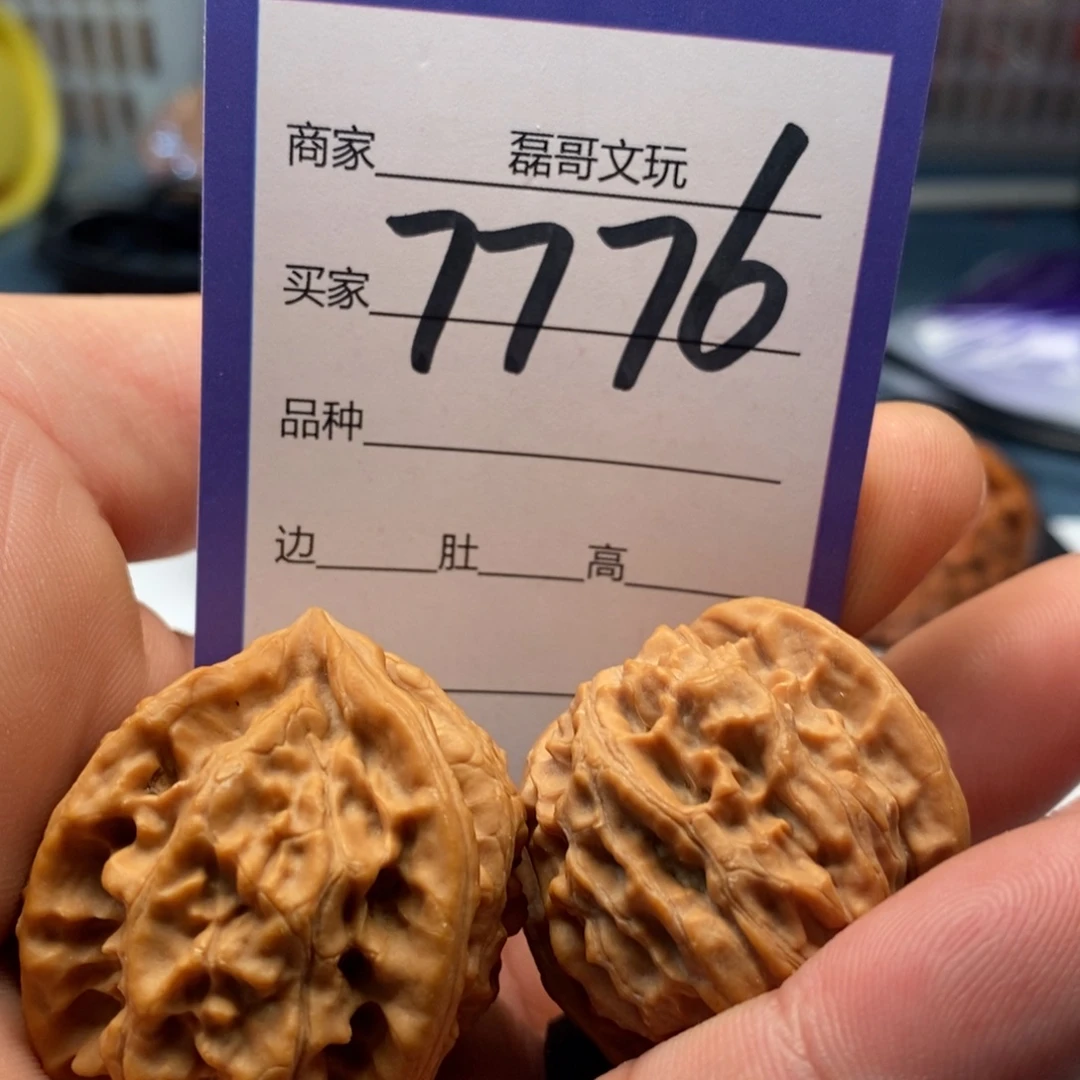 商家 磊哥文玩
买家 7776
品种
边 肚 高